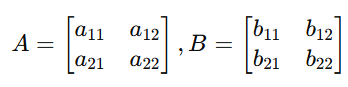 A = [a₁₁ a₁₂
a₂₁ a₂₂], B = [b₁₁ b₁₂
b₂₁ b₂₂]